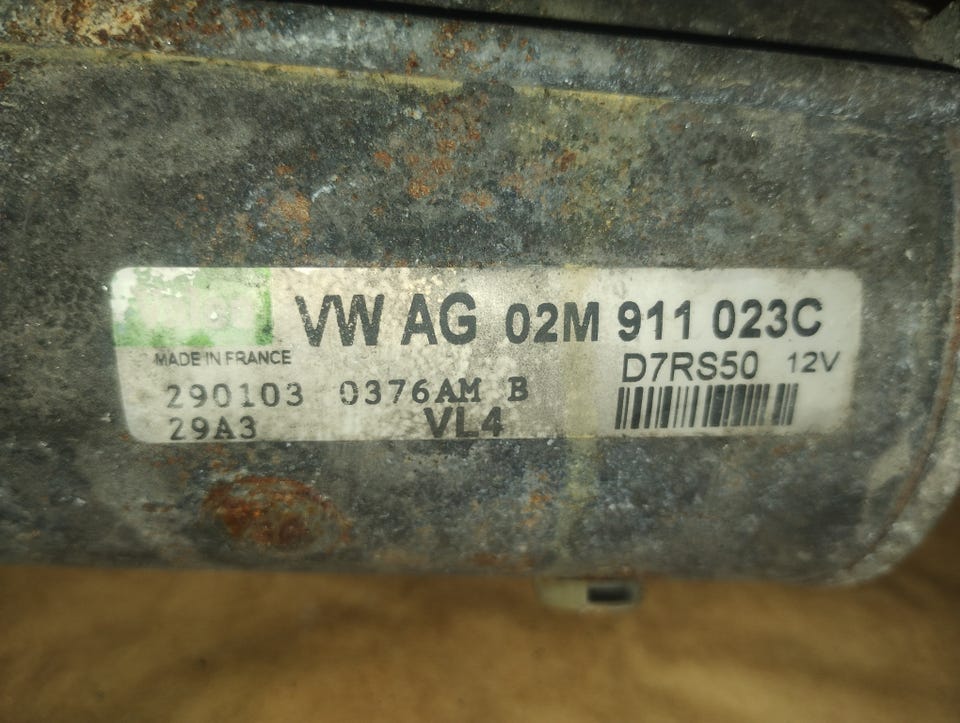 VW AG 02M 911 023C
MADE IN FRANCE
D7RS50 12V
290103 0376AM B
29A3 VL4